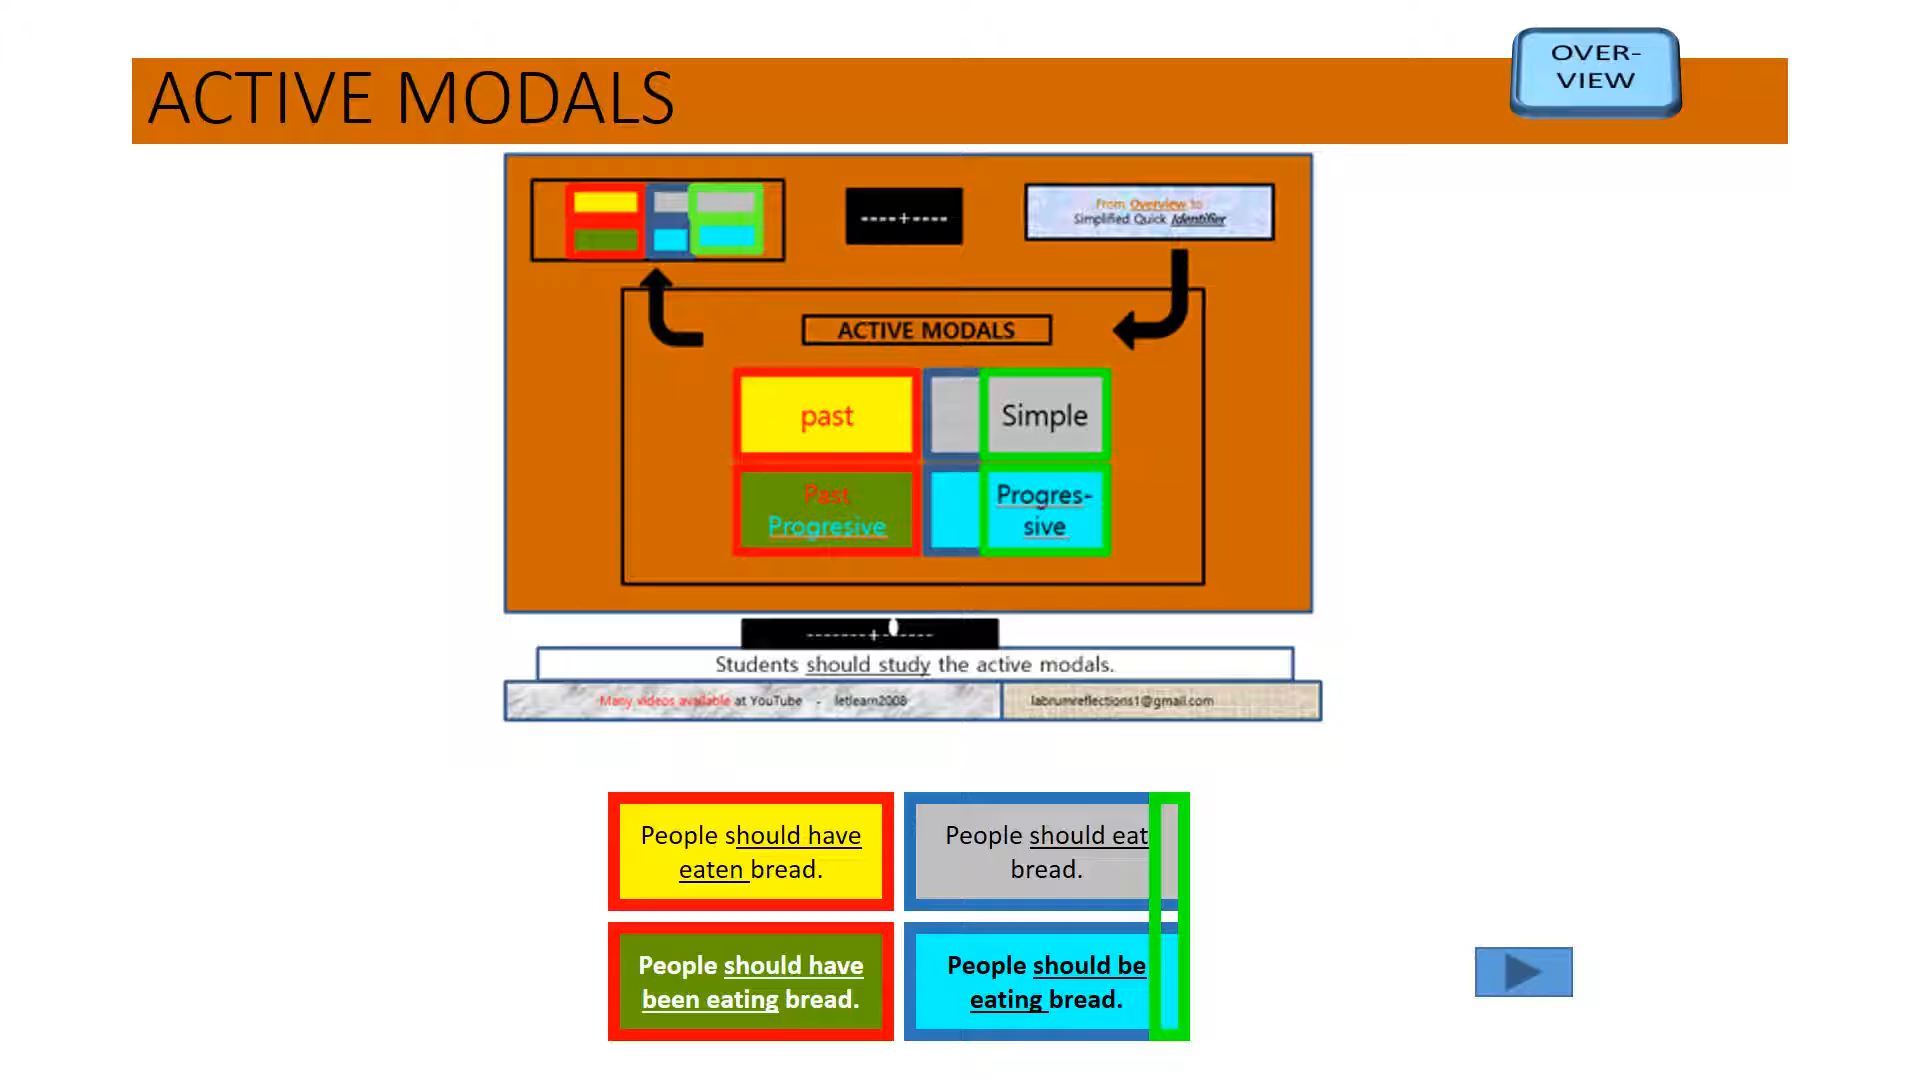 ACTIVE MODALS
OVER-
VIEW
----+----
From Overview to
Simplified Quick Identifier
ACTIVE MODALS
past
Simple
Past
Progresive
Progres-
sive
-------+------
Students should study the active modals.
Many videos available at YouTube - letlearn2008
labrumreflections1@gmail.com
People should have
eaten bread.
People should eat
bread.
People should have
been eating bread.
People should be
eating bread.